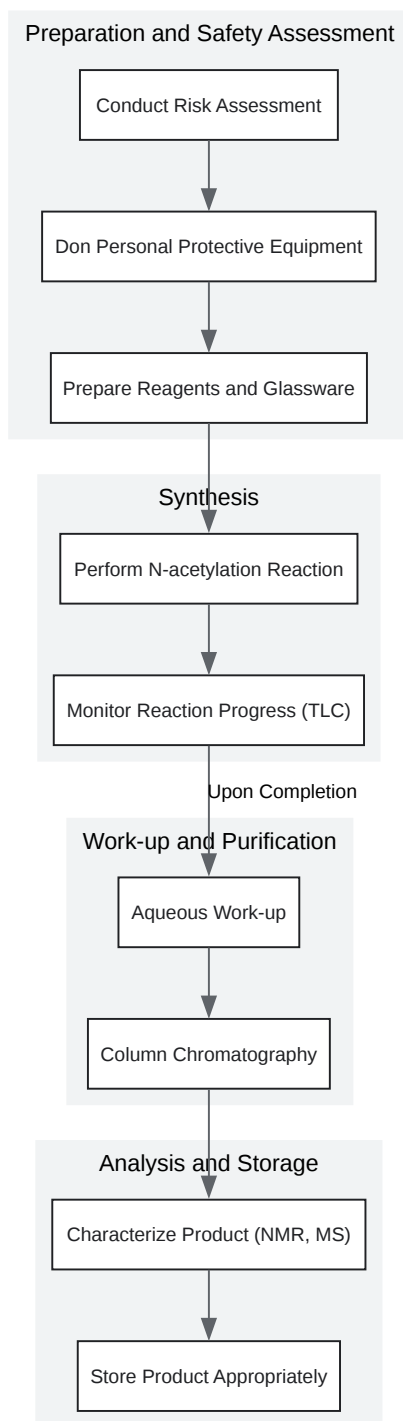 Preparation and Safety Assessment
Conduct Risk Assessment
Don Personal Protective Equipment
Prepare Reagents and Glassware
Synthesis
Perform N-acetylation Reaction
Monitor Reaction Progress (TLC)
Upon Completion
Work-up and Purification
Aqueous Work-up
Column Chromatography
Analysis and Storage
Characterize Product (NMR, MS)
Store Product Appropriately